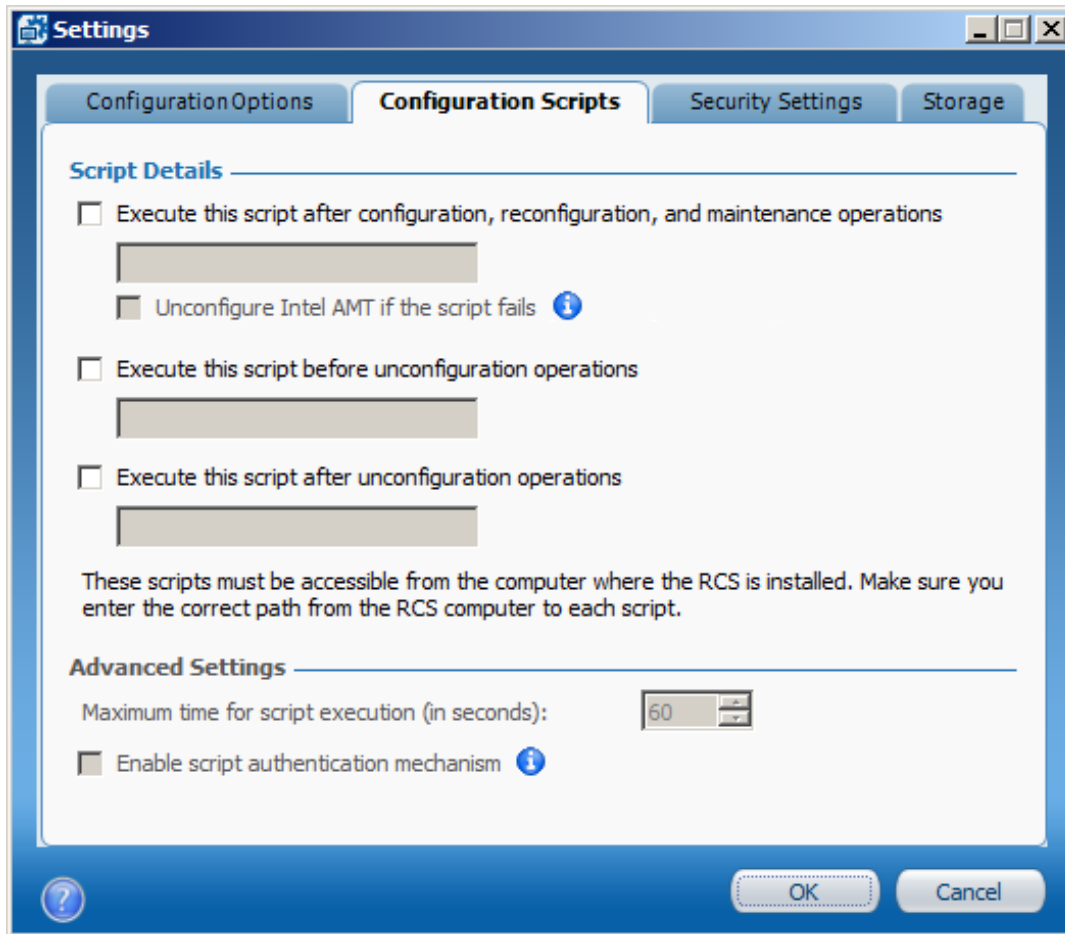 Settings
Configuration Options
Configuration Scripts
Security Settings
Storage
Script Details
Execute this script after configuration, reconfiguration, and maintenance operations
Unconfigure Intel AMT if the script fails
Execute this script before unconfiguration operations
Execute this script after unconfiguration operations
These scripts must be accessible from the computer where the RCS is installed. Make sure you
enter the correct path from the RCS computer to each script.
Advanced Settings
Maximum time for script execution (in seconds): 60
Enable script authentication mechanism
OK
Cancel